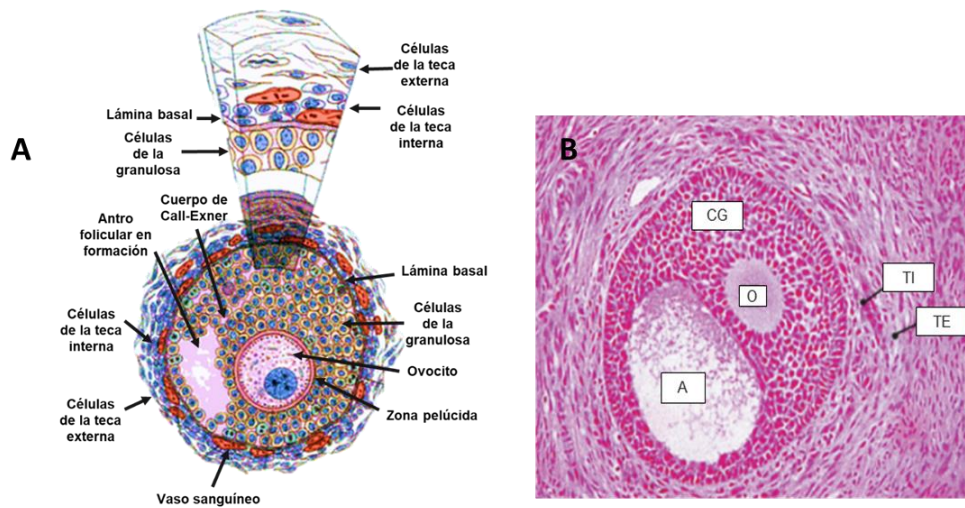 A
Células
de la teca
externa
Lámina basal
Células
de la teca
interna
Células
de la
granulosa
Cuerpo de
Call-Exner
Antro
folicular en
formación
Lámina basal
Células
de la teca
interna
Células
de la
granulosa
Ovocito
Células
de la teca
externa
Zona pelúcida
Vaso sanguíneo
B
CG
O
TI
TE
A